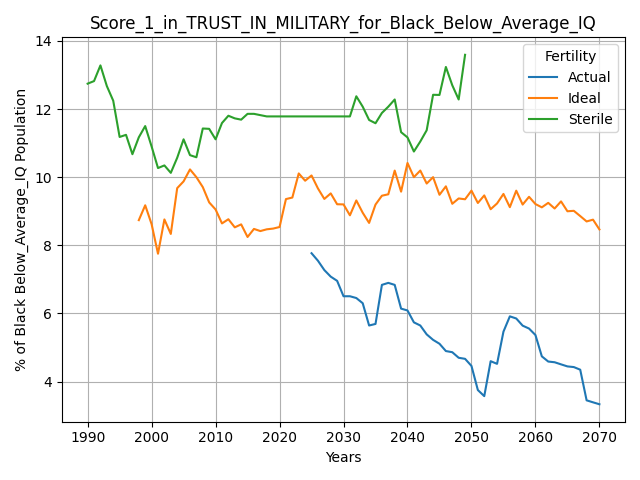 Score_1_in_TRUST_IN_MILITARY_for_Black_Below_Average_IQ
% of Black Below_Average_IQ Population
14
12
10
8
6
4
Fertility
Actual
Ideal
Sterile
1990 2000 2010 2020 2030 2040 2050 2060 2070
Years